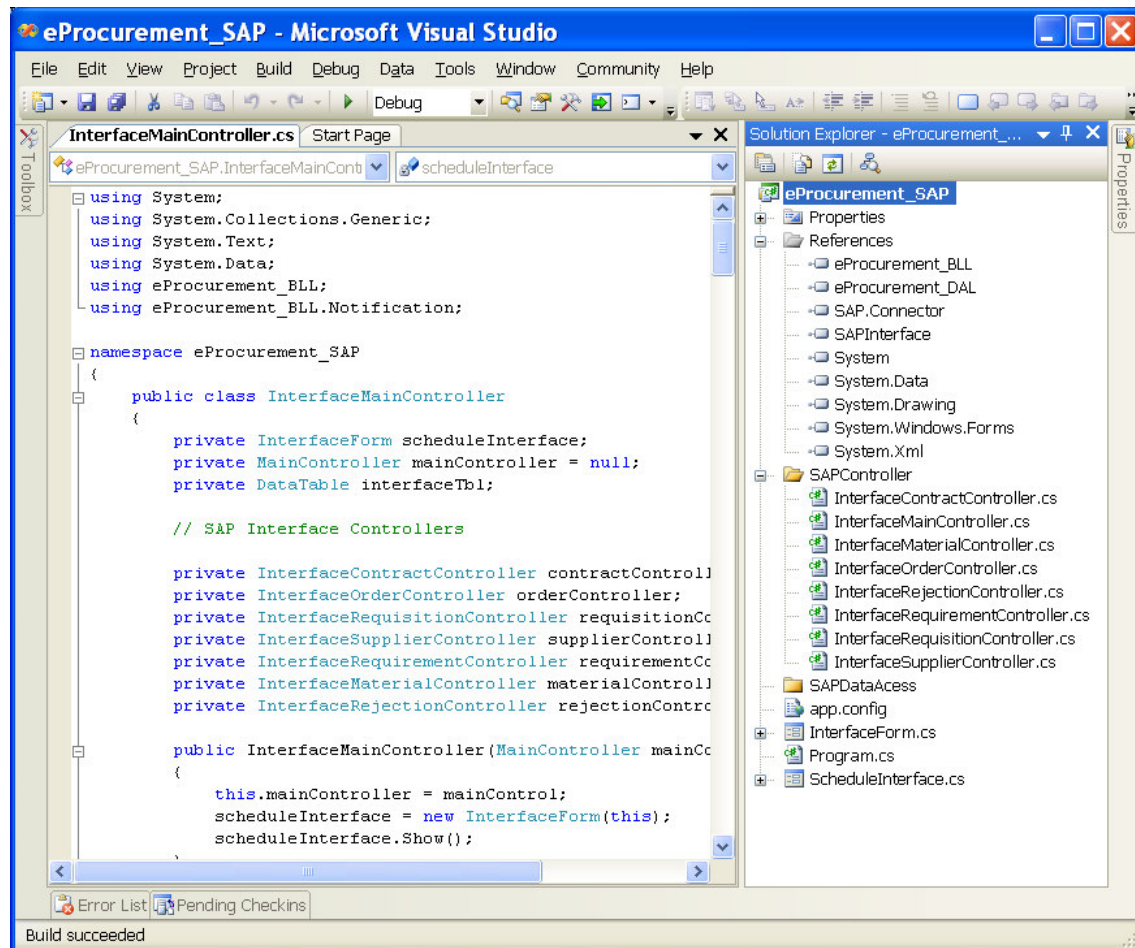 eProcurement_SAP - Microsoft Visual Studio
File Edit View Project Build Debug Data Tools Window Community Help
Debug
Toolbox
InterfaceMainController.cs Start Page
eProcurement_SAP.InterfaceMainCont scheduleInterface
using System;
using System.Collections.Generic;
using System.Text;
using System.Data;
using eProcurement_BLL;
using eProcurement_BLL.Notification;
namespace eProcurement_SAP
{
public class InterfaceMainController
{
private InterfaceForm scheduleInterface;
private MainController mainController = null;
private DataTable interfaceTbl;
// SAP Interface Controllers
private InterfaceContractController contractControll
private InterfaceOrderController orderController;
private InterfaceRequisitionController requisitionCo
private InterfaceSupplierController supplierControll
private InterfaceRequirementController requirementCo
private InterfaceMaterialController materialControll
private InterfaceRejectionController rejectionContro
public InterfaceMainController(MainController mainCo
{
this.mainController = mainControl;
scheduleInterface = new InterfaceForm(this);
scheduleInterface.Show();
Solution Explorer - eProcurement_...
eProcurement_SAP
Properties
References
eProcurement_BLL
eProcurement_DAL
SAP.Connector
SAPInterface
System
System.Data
System.Drawing
System.Windows.Forms
System.Xml
SAPController
InterfaceContractController.cs
InterfaceMainController.cs
InterfaceMaterialController.cs
InterfaceOrderController.cs
InterfaceRejectionController.cs
InterfaceRequirementController.cs
InterfaceRequisitionController.cs
InterfaceSupplierController.cs
SAPDataAcess
app.config
InterfaceForm.cs
Program.cs
ScheduleInterface.cs
Properties
Error List Pending Checkins
Build succeeded